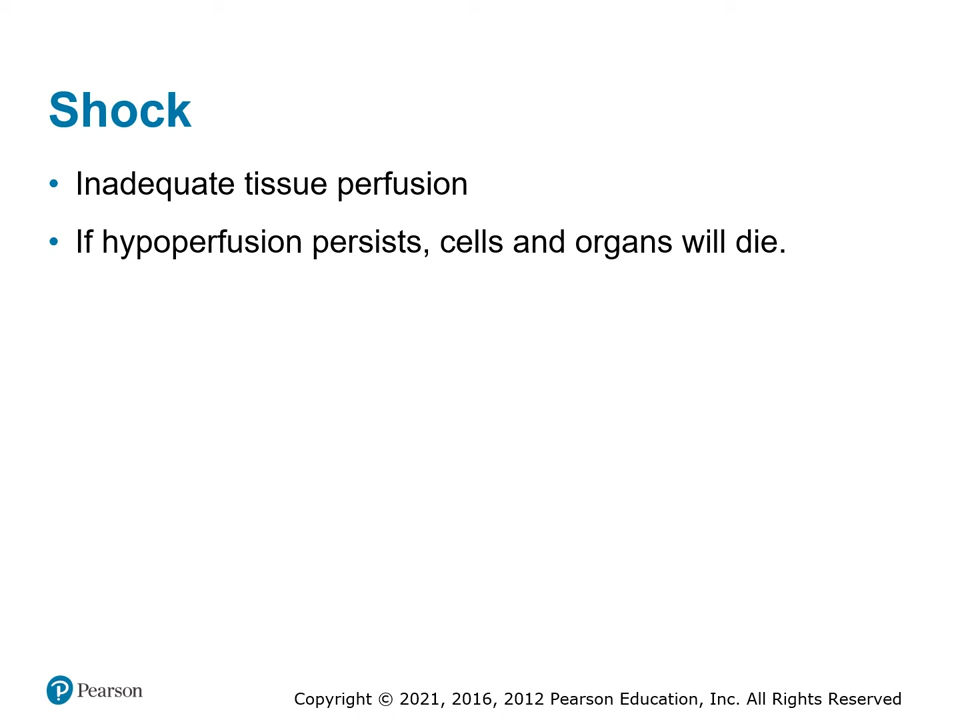 Shock
• Inadequate tissue perfusion
• If hypoperfusion persists, cells and organs will die.
Pearson
Copyright © 2021, 2016, 2012 Pearson Education, Inc. All Rights Reserved